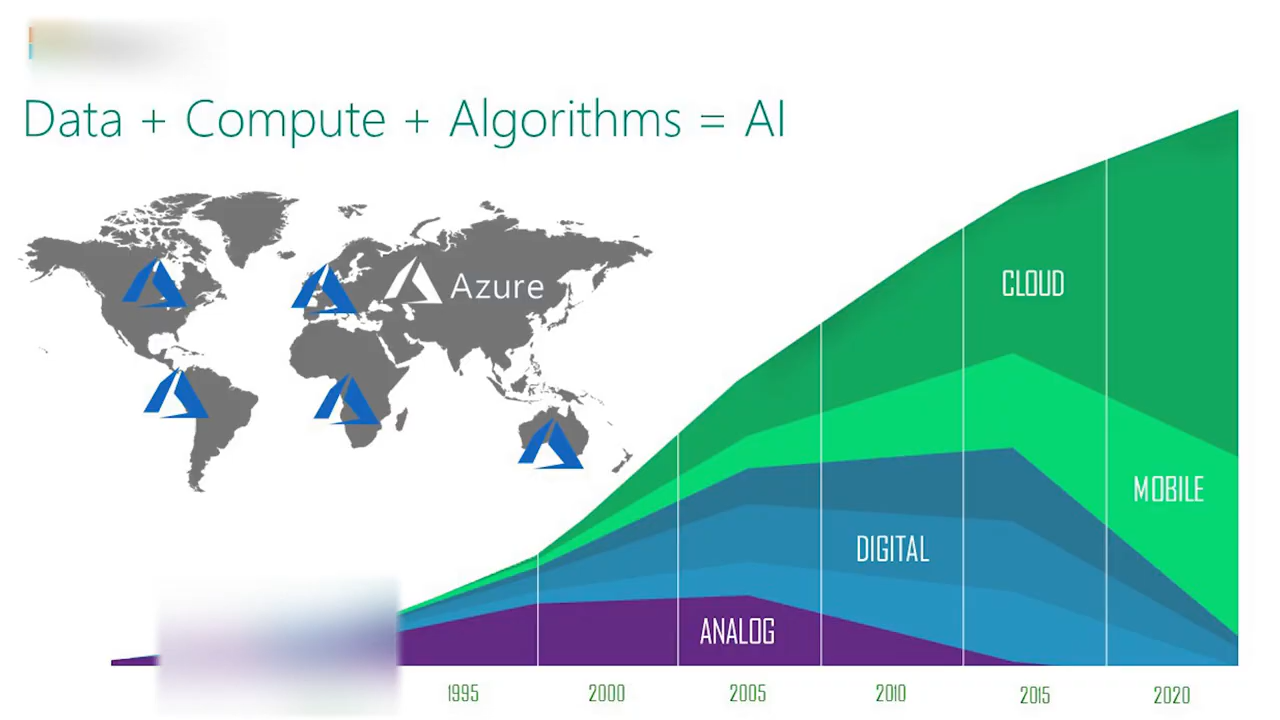 Data + Compute + Algorithms = AI
Azure
CLOUD
MOBILE
DIGITAL
ANALOG
1995 2000 2005 2010 2015 2020